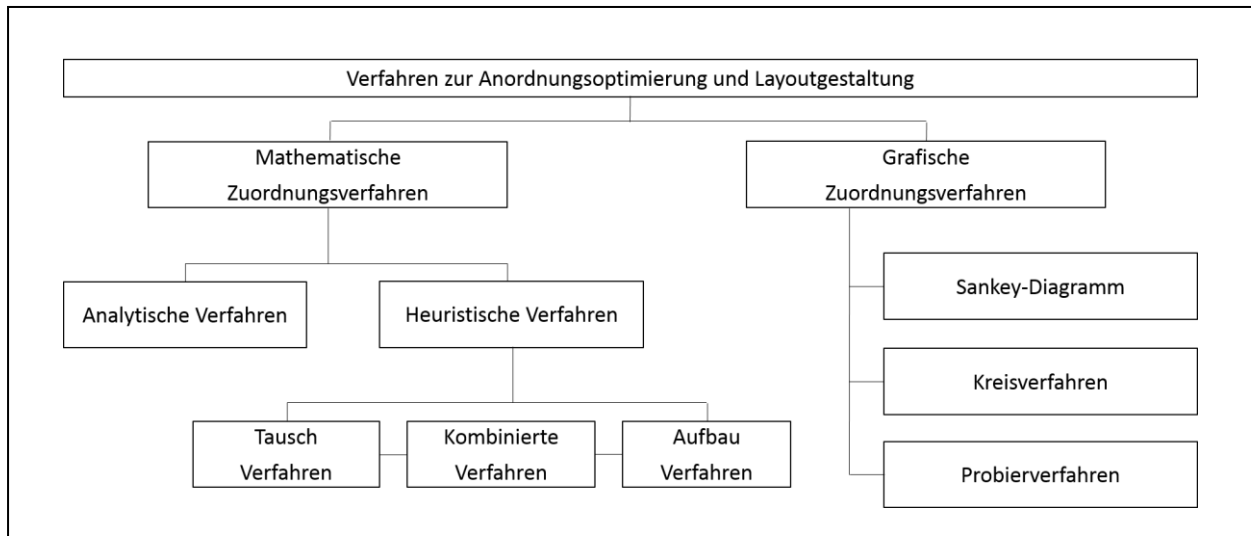 Verfahren zur Anordnungsoptimierung und Layoutgestaltung
Mathematische
Zuordnungsverfahren
Grafische
Zuordnungsverfahren
Analytische Verfahren
Heuristische Verfahren
Sankey-Diagramm
Kreisverfahren
Tausch
Verfahren
Kombinierte
Verfahren
Aufbau
Verfahren
Probierverfahren